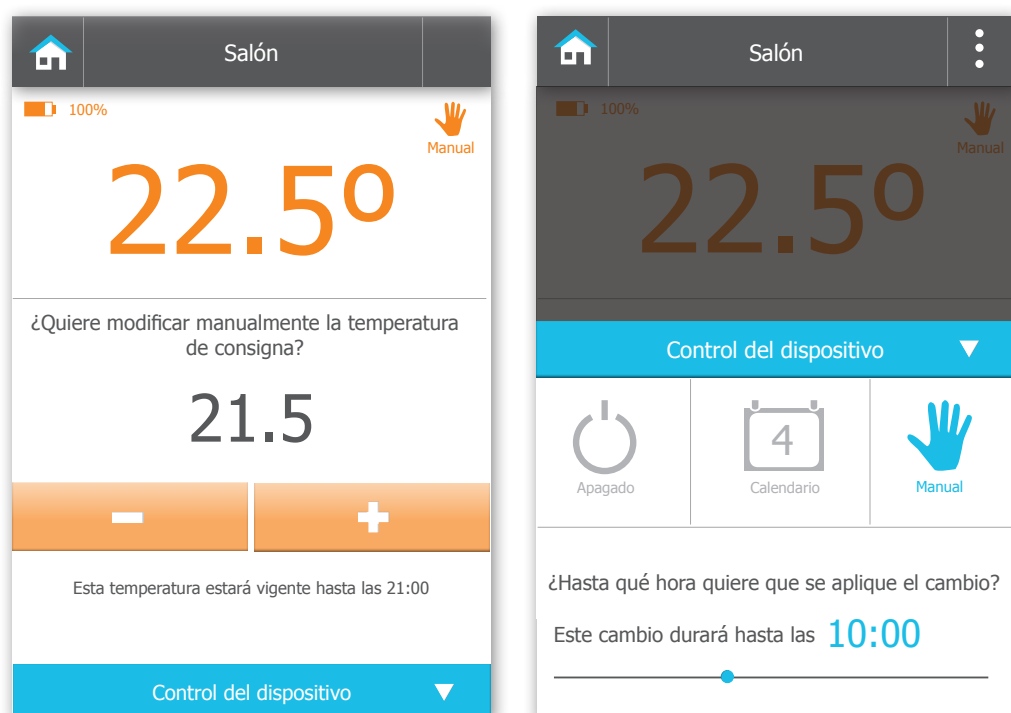 Salón
100%
Manual
22.5º
¿Quiere modificar manualmente la temperatura
de consigna?
21.5
Esta temperatura estará vigente hasta las 21:00
Control del dispositivo
Salón
100%
Manual
22.5º
Control del dispositivo
4
Apagado
Calendario
Manual
¿Hasta qué hora quiere que se aplique el cambio?
Este cambio durará hasta las 10:00